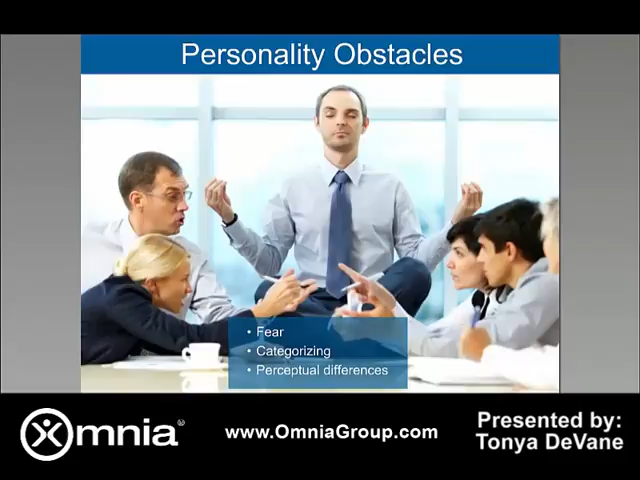 Personality Obstacles
• Fear
• Categorizing
• Perceptual differences
Omnia®
www.OmniaGroup.com
Presented by:
Tonya DeVane